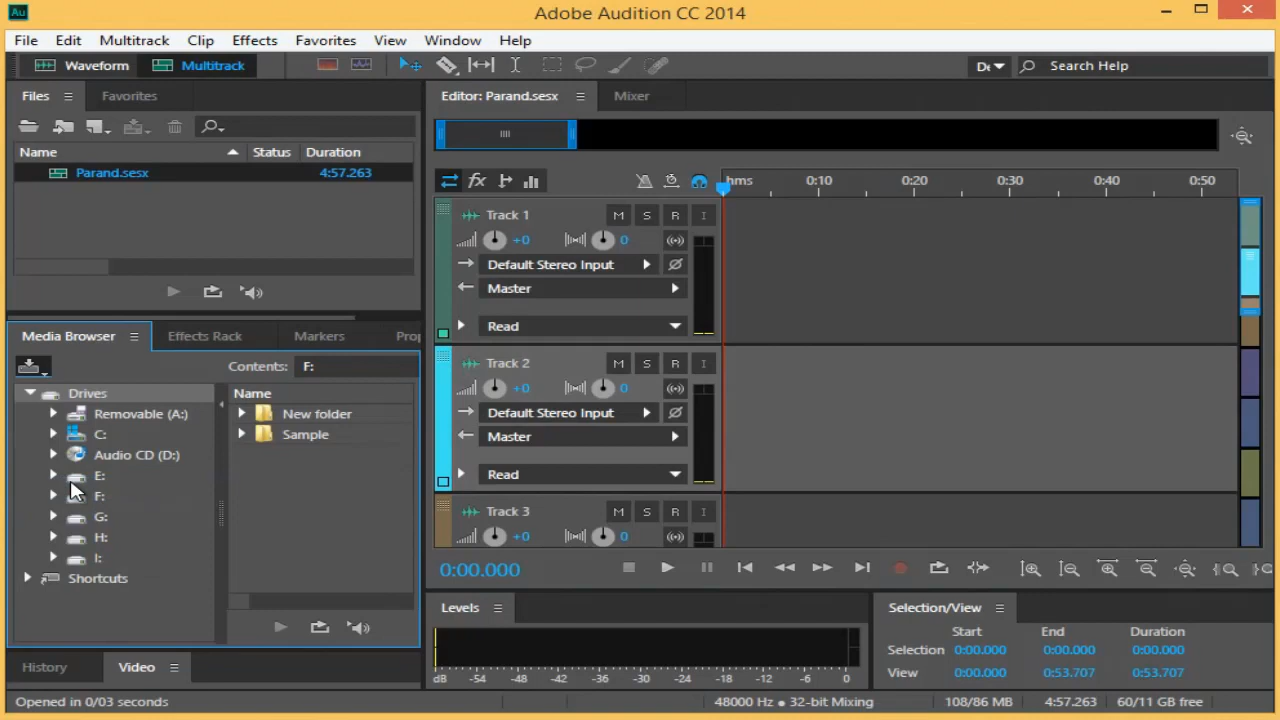 Au Adobe Audition CC 2014
File Edit Multitrack Clip Effects Favorites View Window Help
Waveform Multitrack Search Help
Files Favorites
Name Status Duration
Parand.sesx 4:57.263
Media Browser Effects Rack Markers
Contents: F:
Drives
Removable (A:)
C:
Audio CD (D:)
E:
F:
G:
H:
I:
Shortcuts
Name
New folder
Sample
History Video
Editor: Parand.sesx Mixer
fx hms 0:10 0:20 0:30 0:40 0:50
Track 1 M S R I
+0 0
Default Stereo Input
Master
Read
Track 2 M S R I
+0 0
Default Stereo Input
Master
Read
Track 3 M S R I
+0 0
0:00.000
Levels
dB -54 -48 -42 -36 -30 -24 -18 -12 -6 0
Selection/View
Start End Duration
Selection 0:00.000 0:00.000 0:00.000
View 0:00.000 0:53.707 0:53.707
Opened in 0/03 seconds 48000 Hz ● 32-bit Mixing 108/86 MB 4:57.263 60/11 GB free